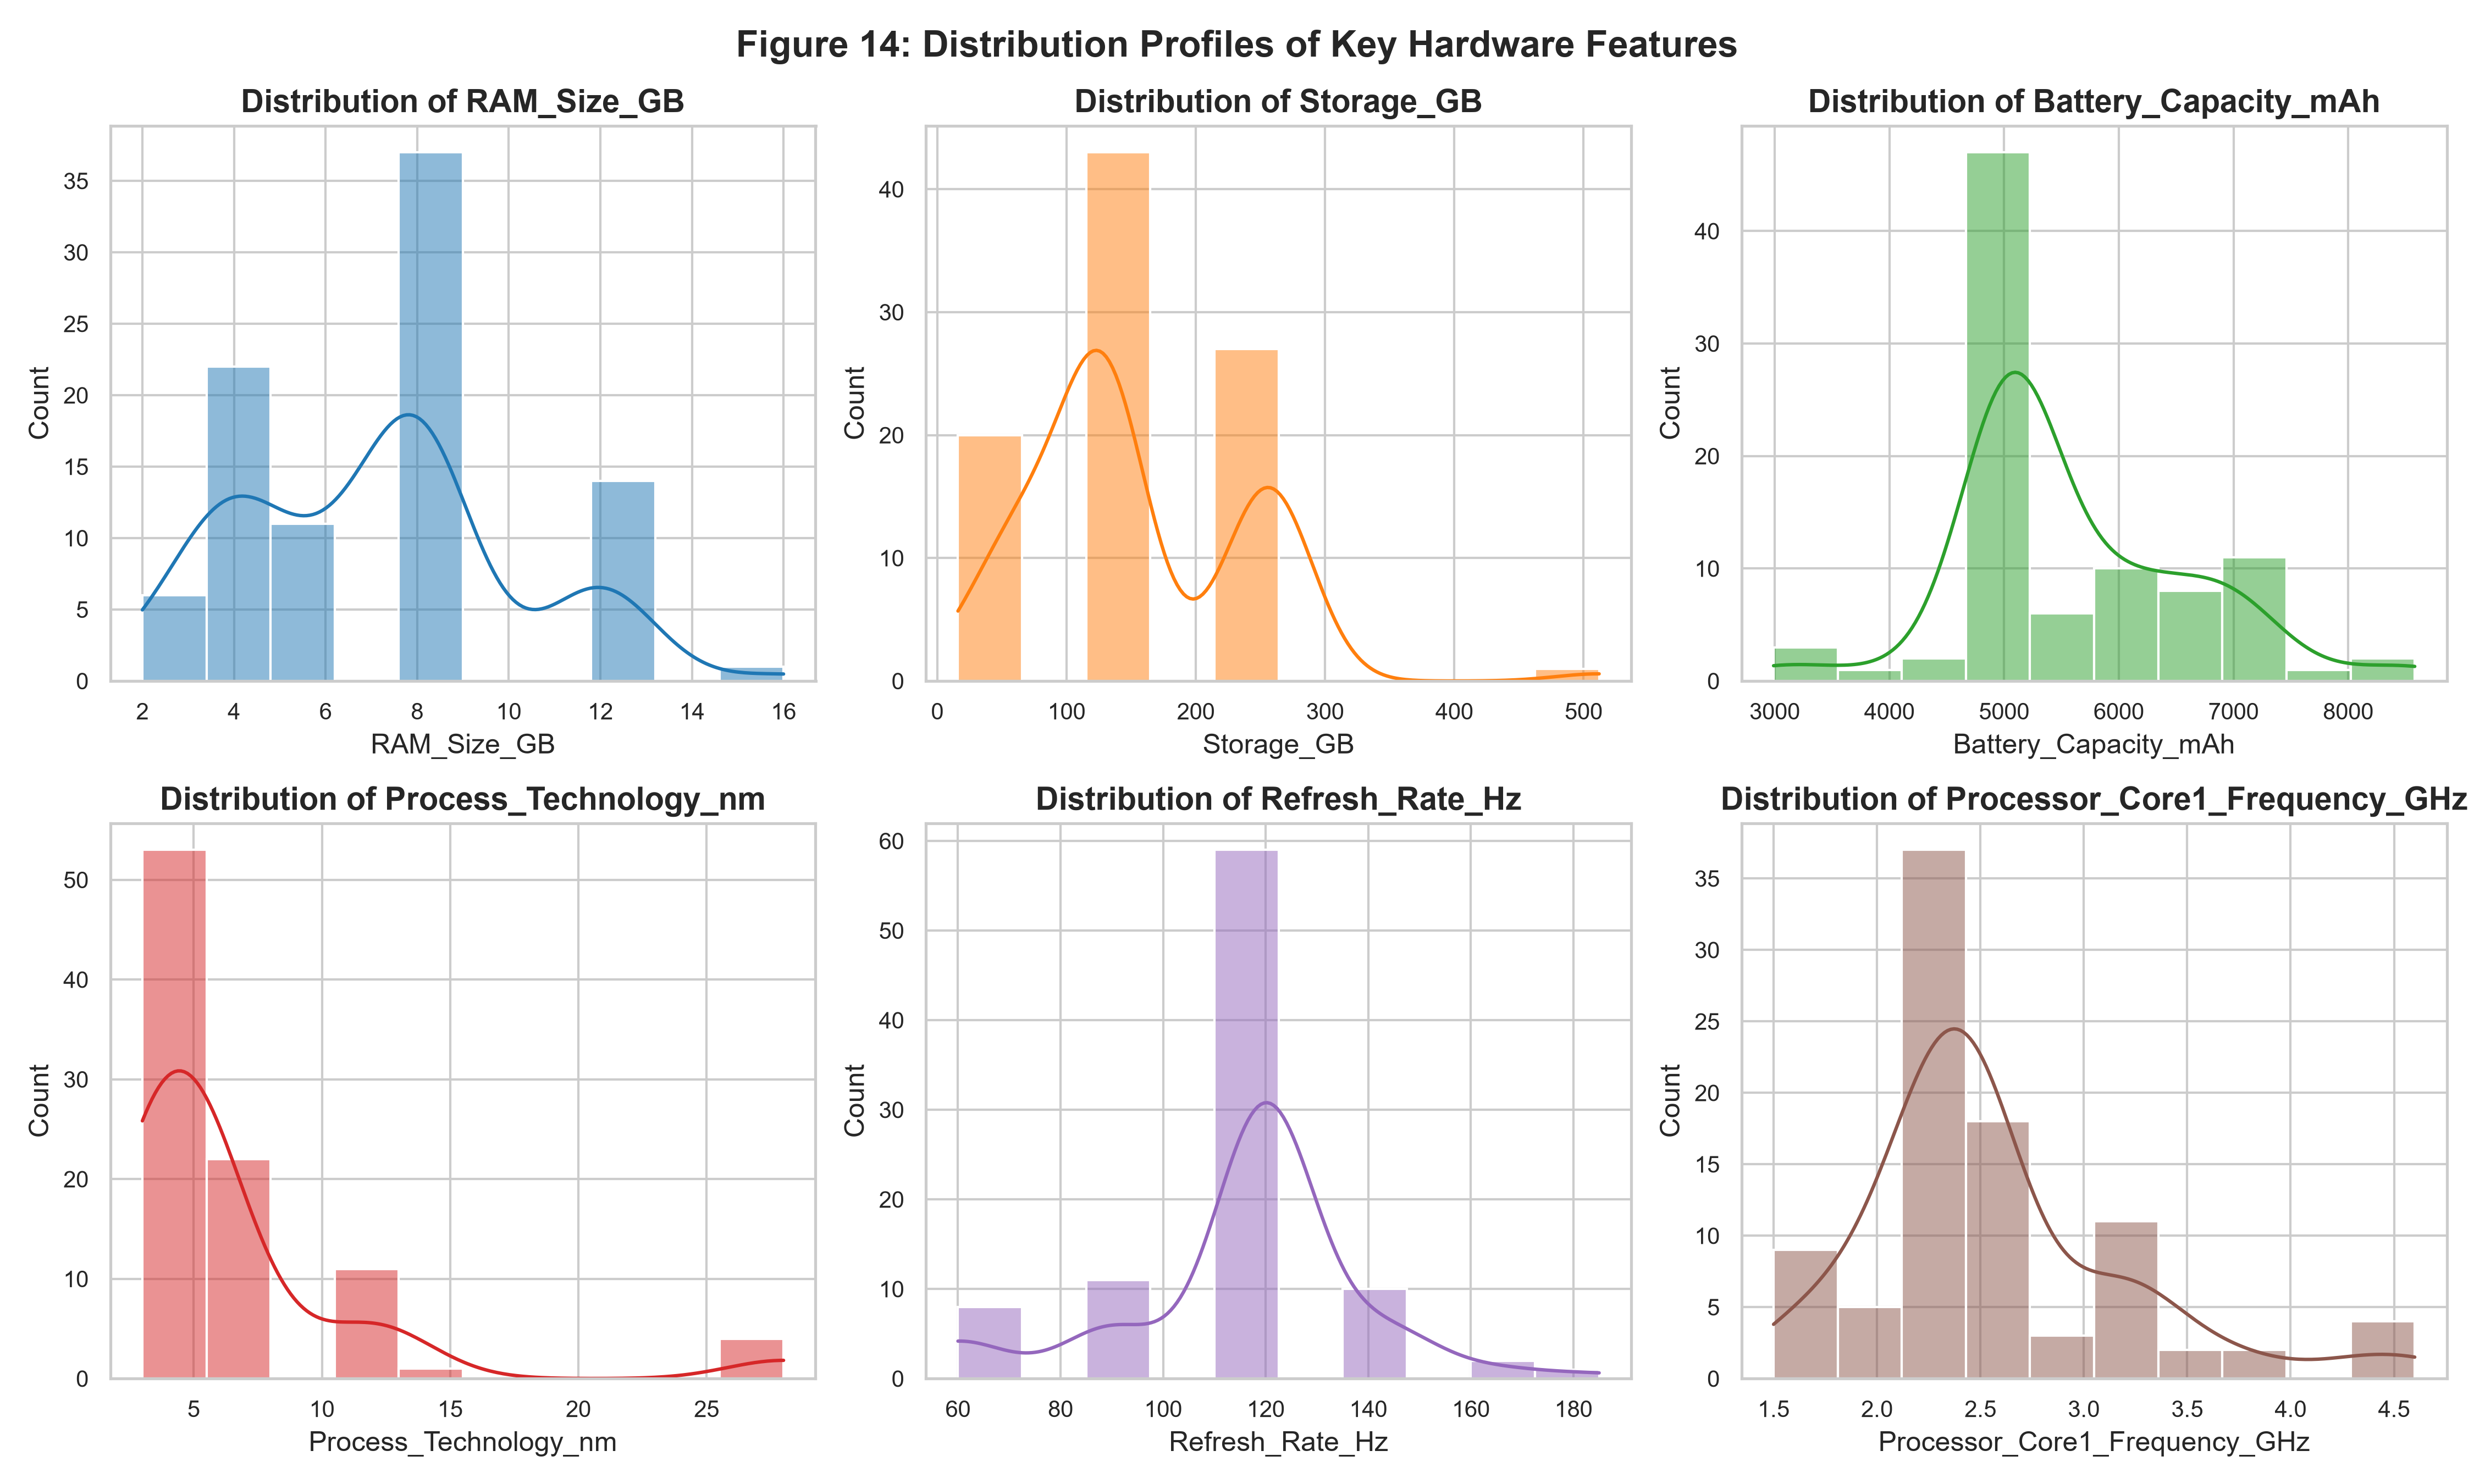 Figure 14: Distribution Profiles of Key Hardware Features
Distribution of RAM_Size_GB
35
30
25
20
15
10
5
0
Count
2 4 6 8 10 12 14 16
RAM_Size_GB
Distribution of Storage_GB
40
30
20
10
0
Count
0 100 200 300 400 500
Storage_GB
Distribution of Battery_Capacity_mAh
40
30
20
10
0
Count
3000 4000 5000 6000 7000 8000
Battery_Capacity_mAh
Distribution of Process_Technology_nm
50
40
30
20
10
0
Count
5 10 15 20 25
Process_Technology_nm
Distribution of Refresh_Rate_Hz
60
50
40
30
20
10
0
Count
60 80 100 120 140 160 180
Refresh_Rate_Hz
Distribution of Processor_Core1_Frequency_GHz
35
30
25
20
15
10
5
0
Count
1.5 2.0 2.5 3.0 3.5 4.0 4.5
Processor_Core1_Frequency_GHz